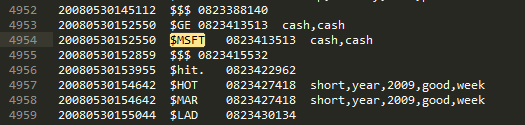 4952 20080530145112 $$$ 0823388140
4953 20080530152550 $GE 0823413513 cash,cash
4954 20080530152550 $MSFT 0823413513 cash,cash
4955 20080530152859 $$$ 0823415532
4956 20080530153955 $hit. 0823422962
4957 20080530154642 $HOT 0823427418 short,year,2009,good,week
4958 20080530154642 $MAR 0823427418 short,year,2009,good,week
4959 20080530155044 $LAD 0823430134